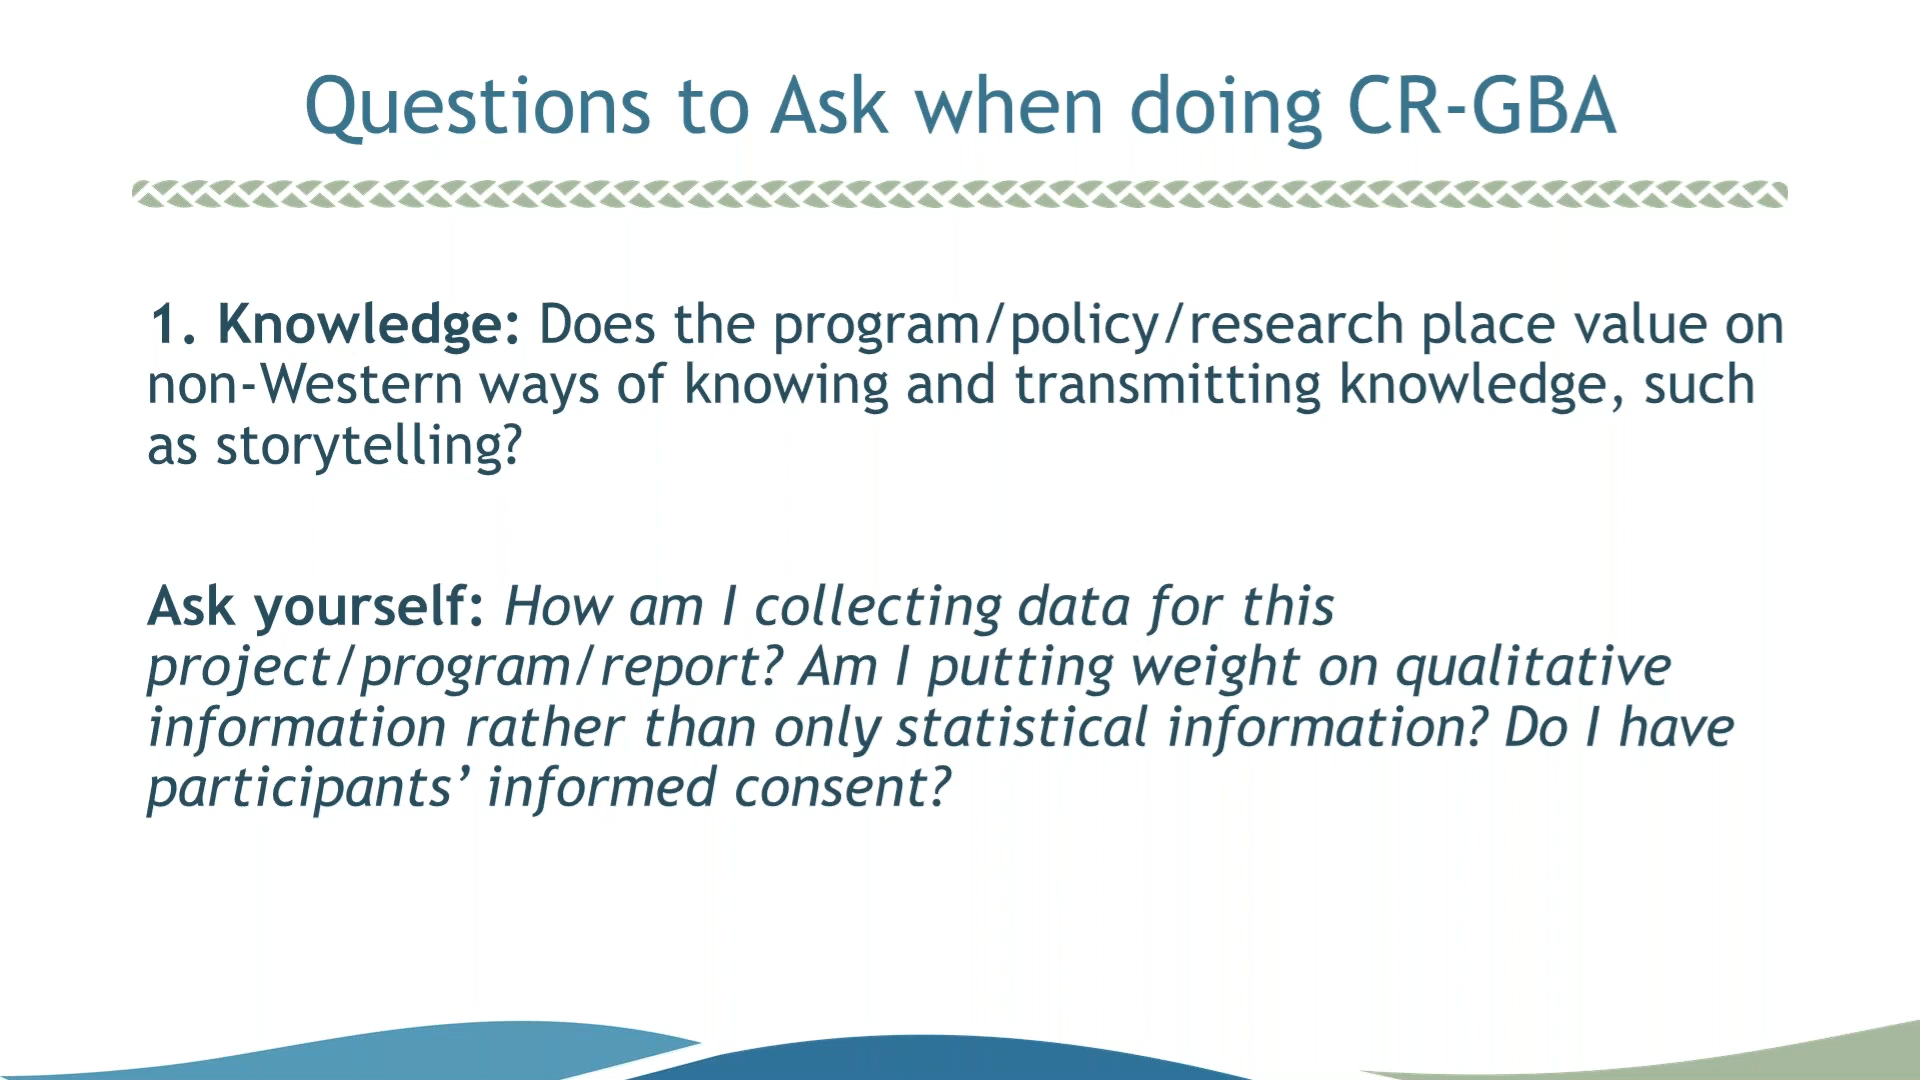 Questions to Ask when doing CR-GBA
1. Knowledge: Does the program/policy/research place value on
non-Western ways of knowing and transmitting knowledge, such
as storytelling?
Ask yourself: How am I collecting data for this
project/program/report? Am I putting weight on qualitative
information rather than only statistical information? Do I have
participants’ informed consent?